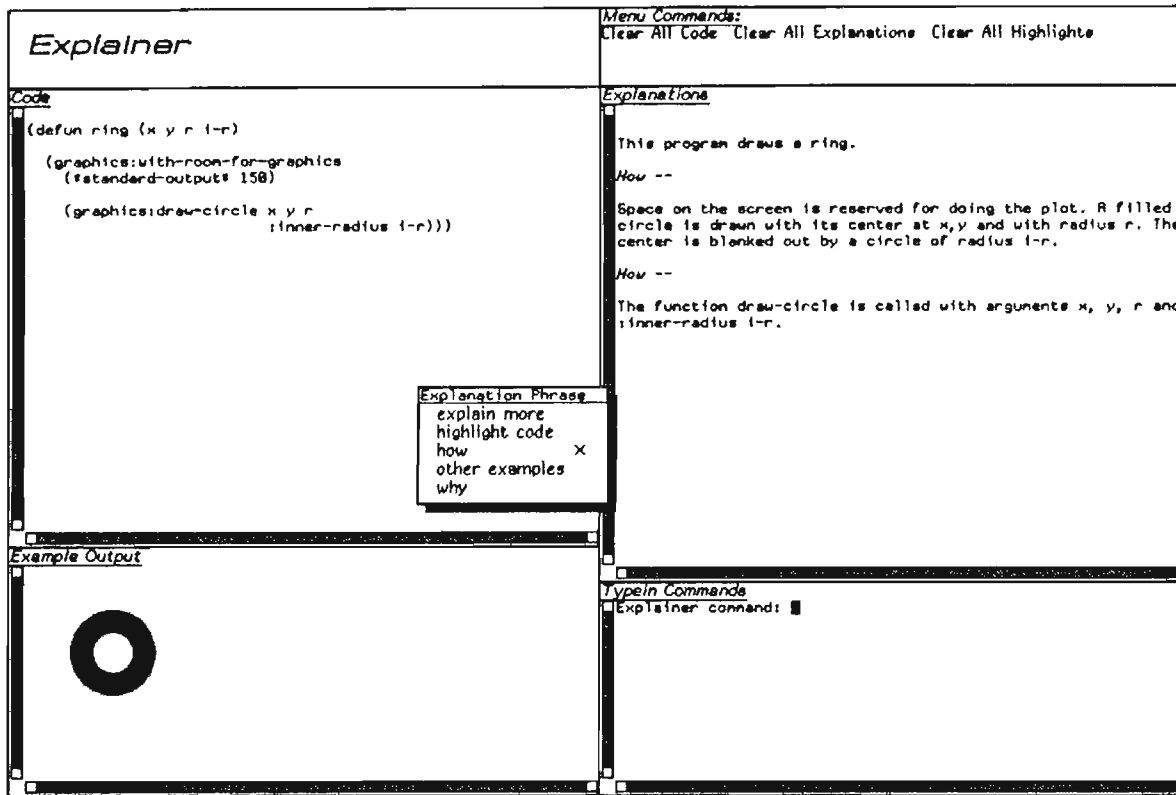 Explainer
Menu Commands:
Clear All Code Clear All Explanations Clear All Highlights
Code
(defun ring (x y r i-r)
(graphics:with-room-for-graphics
(*standard-output* 150)
(graphics:draw-circle x y r
:inner-radius i-r)))
Explanations
This program draws a ring.
How --
Space on the screen is reserved for doing the plot. A filled
circle is drawn with its center at x,y and with radius r. The
center is blanked out by a circle of radius i-r.
How --
The function draw-circle is called with arguments x, y, r and
:inner-radius i-r.
Explanation Phrase
explain more
highlight code
how
other examples
why
Example Output
TypeIn Commands
Explainer command: